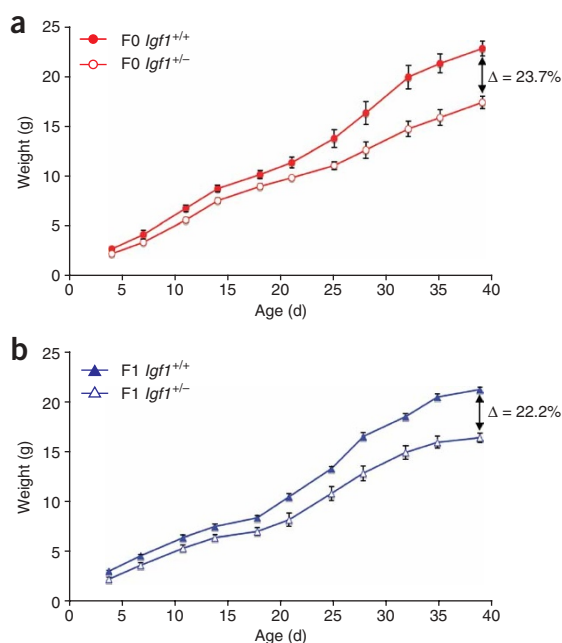 a
F0 Igf1+/+
F0 Igf1+/–
Δ = 23.7%
Weight (g)
25
20
15
10
5
0
0 5 10 15 20 25 30 35 40
Age (d)
b
F1 Igf1+/+
F1 Igf1+/–
Δ = 22.2%
Weight (g)
25
20
15
10
5
0
0 5 10 15 20 25 30 35 40
Age (d)